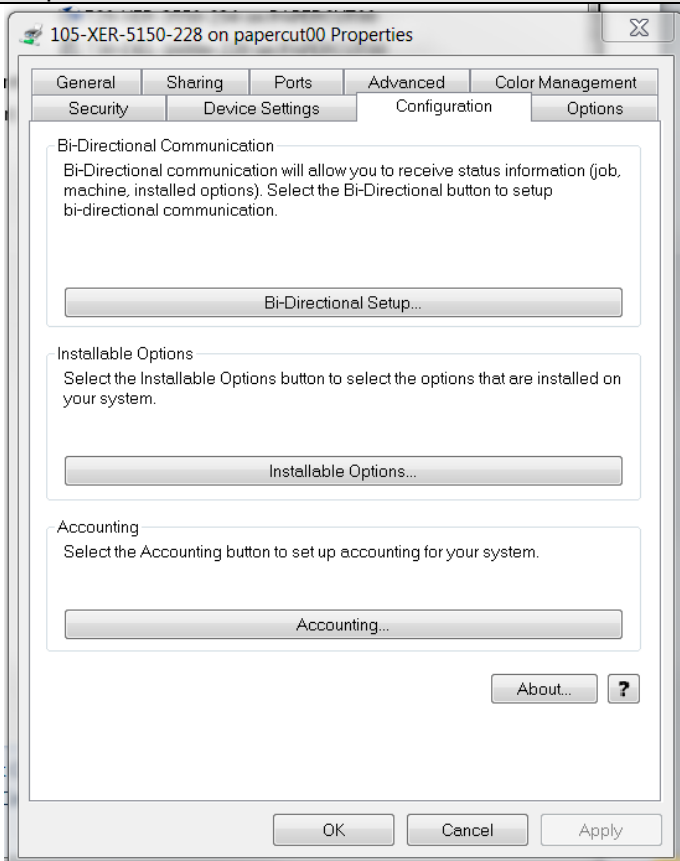 105-XER-5150-228 on papercut00 Properties
General Sharing Ports Advanced Color Management
Security Device Settings Configuration Options
Bi-Directional Communication
Bi-Directional communication will allow you to receive status information (job,
machine, installed options). Select the Bi-Directional button to setup
bi-directional communication.
Bi-Directional Setup...
Installable Options
Select the Installable Options button to select the options that are installed on
your system.
Installable Options...
Accounting
Select the Accounting button to set up accounting for your system.
Accounting...
About... ?
OK Cancel Apply